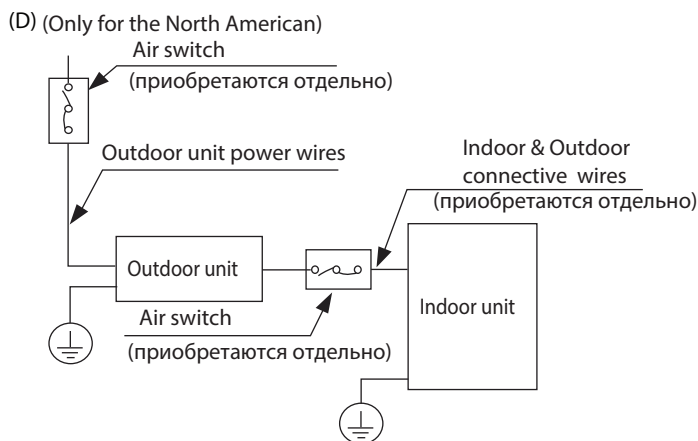 (D) (Only for the North American)
Air switch
(приобретаются отдельно)
Outdoor unit power wires
Indoor & Outdoor
connective wires
(приобретаются отдельно)
Outdoor unit
Indoor unit
Air switch
(приобретаются отдельно)